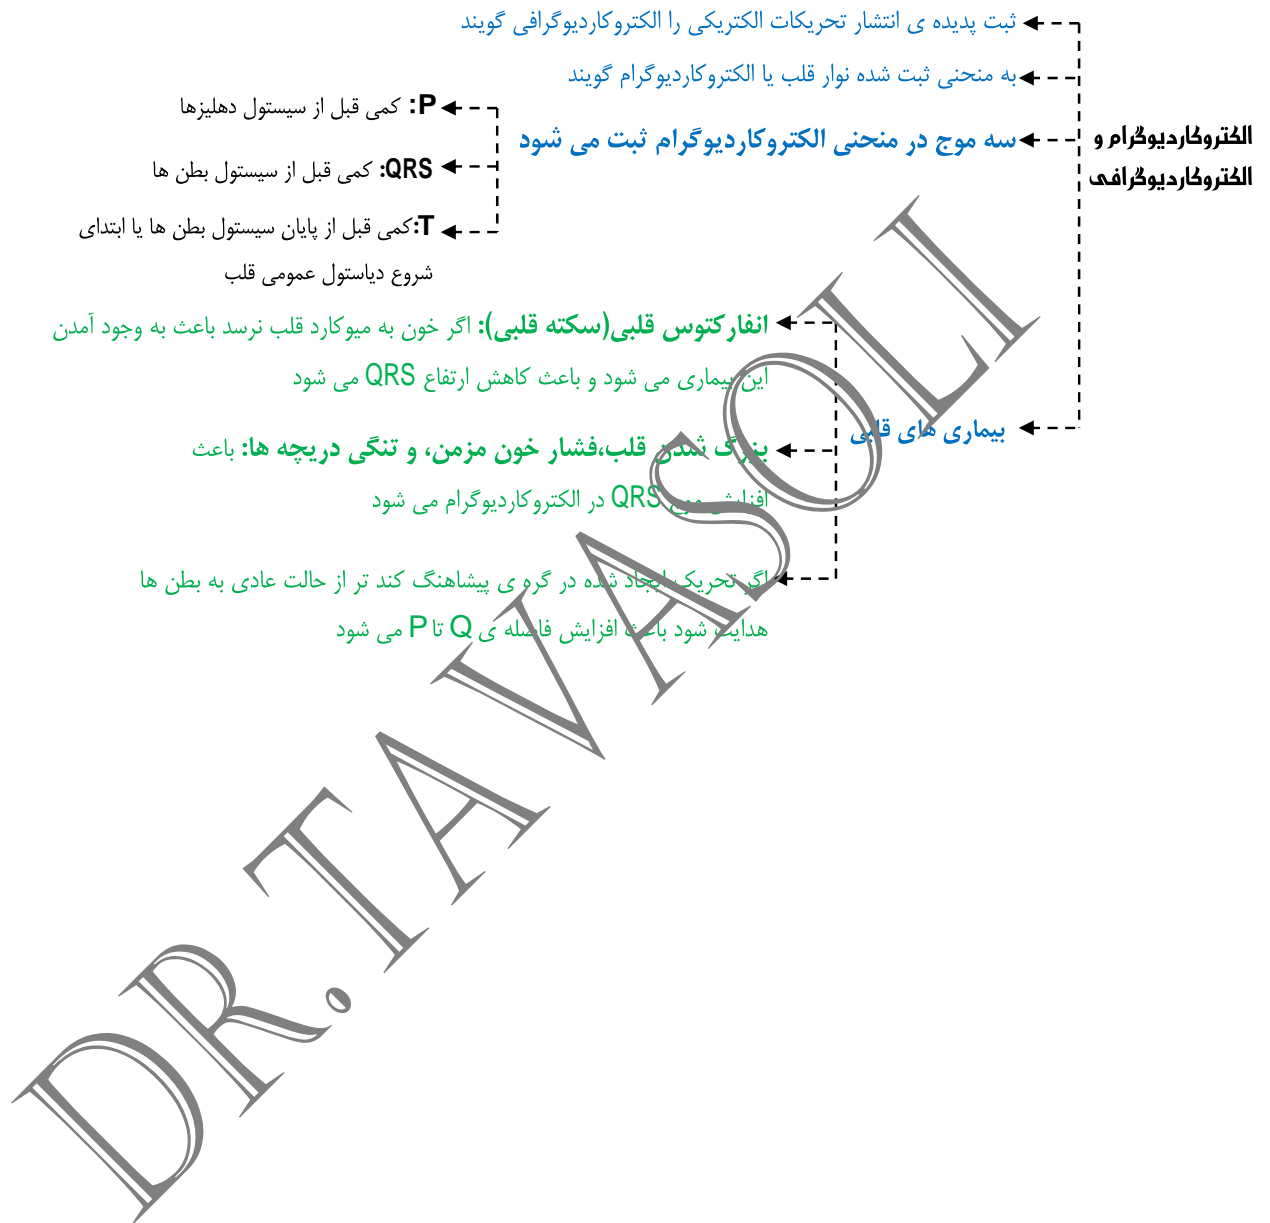 الکتروکاردیوگرام و
الکتروکاردیوگرافی
ثبت پدیده ی انتشار تحریکات الکتریکی را الکتروکاردیوگرافی گویند
به منحنی ثبت شده نوار قلب یا الکتروکاردیوگرام گویند
سه موج در منحنی الکتروکاردیوگرام ثبت می شود
P: کمی قبل از سیستول دهلیزها
QRS: کمی قبل از سیستول بطن ها
T:کمی قبل از پایان سیستول بطن ها یا ابتدای
شروع دیاستول عمومی قلب
بیماری های قلبی
انفارکتوس قلبی(سکته قلبی): اگر خون به میوکارد قلب نرسد باعث به وجود آمدن
این بیماری می شود و باعث کاهش ارتفاع QRS می شود
بزرگ شدن قلب،فشار خون مزمن، و تنگی دریچه ها: باعث
افزایش موج QRS در الکتروکاردیوگرام می شود
اگر تحریک ایجاد شده در گره ی پیشاهنگ کند تر از حالت عادی به بطن ها
هدایت شود باعث افزایش فاصله ی Q تا P می شود
DR.TAVASOLI